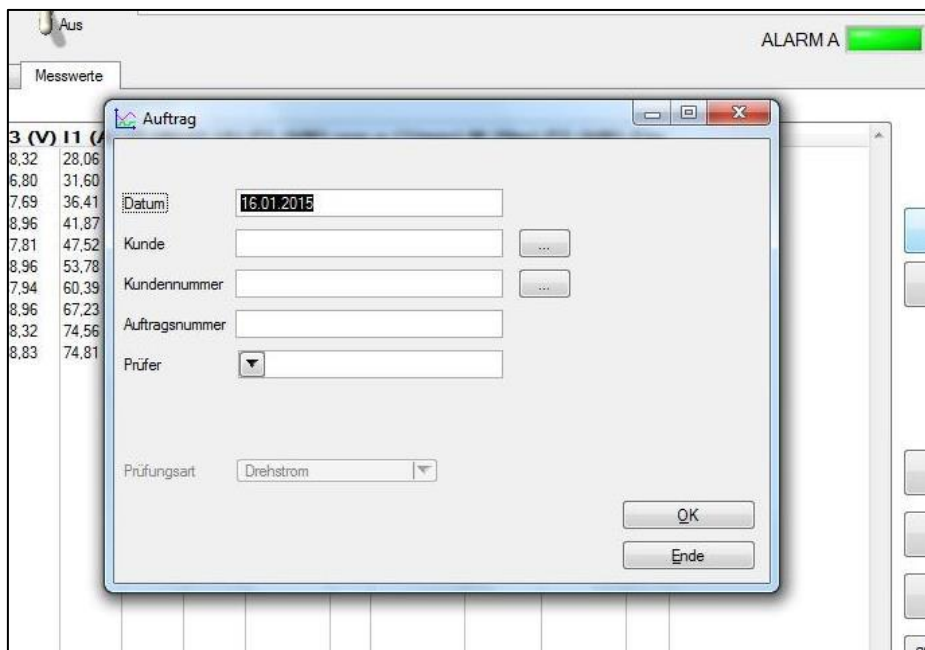 Aus
ALARM A
Messwerte
Auftrag
3 (V) I1 (A
8,32 28,06
6,80 31,60
7,69 36,41
8,96 41,87
7,81 47,52
8,96 53,78
7,94 60,39
8,96 67,23
8,32 74,56
8,83 74,81
Datum 16.01.2015
Kunde ...
Kundennummer ...
Auftragsnummer
Prüfer
Prüfungsart Drehstrom
OK
Ende